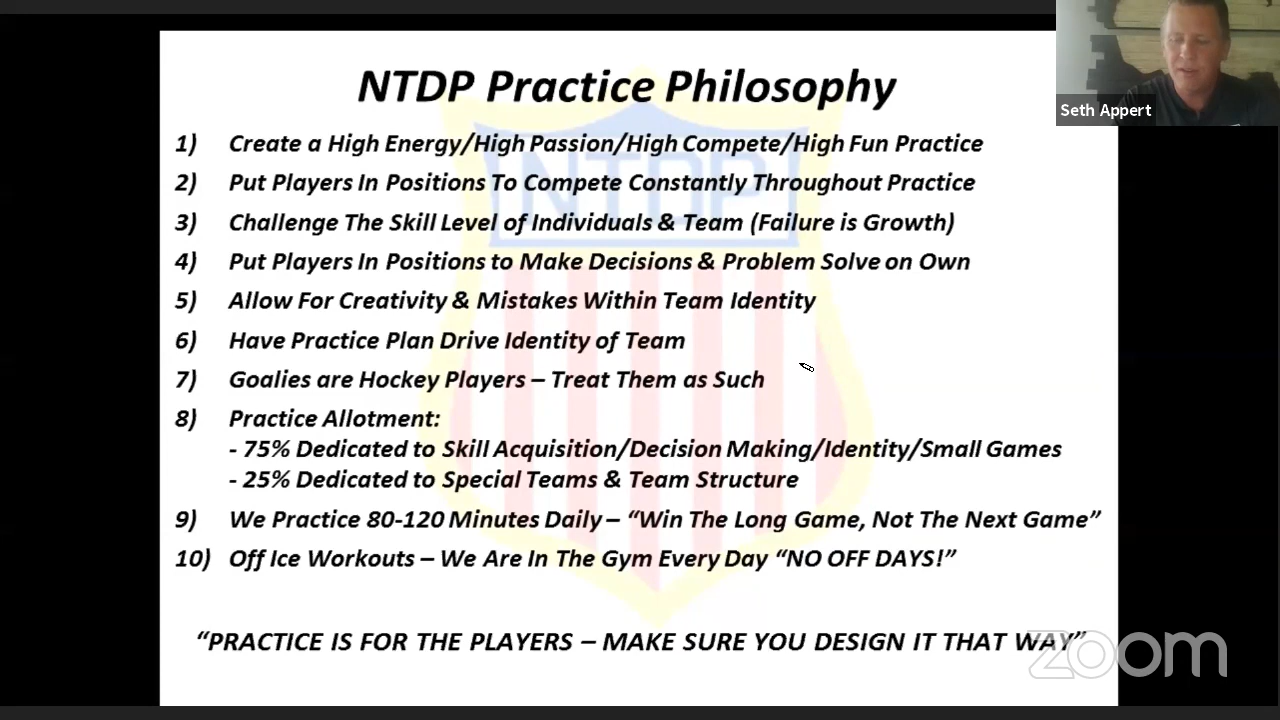 NTDP Practice Philosophy
Seth Appert
1) Create a High Energy/High Passion/High Compete/High Fun Practice
2) Put Players In Positions To Compete Constantly Throughout Practice
3) Challenge The Skill Level of Individuals & Team (Failure is Growth)
4) Put Players In Positions to Make Decisions & Problem Solve on Own
5) Allow For Creativity & Mistakes Within Team Identity
6) Have Practice Plan Drive Identity of Team
7) Goalies are Hockey Players – Treat Them as Such
8) Practice Allotment:
- 75% Dedicated to Skill Acquisition/Decision Making/Identity/Small Games
- 25% Dedicated to Special Teams & Team Structure
9) We Practice 80-120 Minutes Daily – “Win The Long Game, Not The Next Game”
10) Off Ice Workouts – We Are In The Gym Every Day “NO OFF DAYS!”
“PRACTICE IS FOR THE PLAYERS – MAKE SURE YOU DESIGN IT THAT WAY”
zoom
NTDP